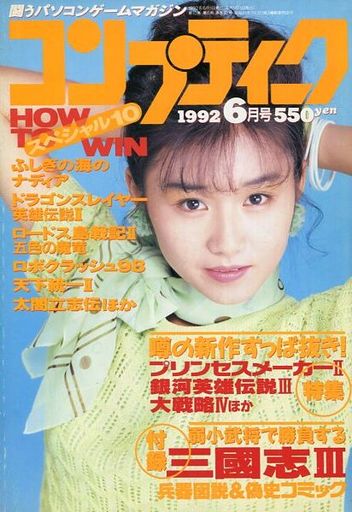 闘うパソコンゲームマガジン
コンプティーク
1992 6月号 550yen
HOW TO WIN
スペシャル10
ふしぎの海の
ナディア
ドラゴンスレイヤー
英雄伝説II
ロードス島戦記II
五色の魔竜
ロボクラッシュ98
天下統一II
太閤立志伝ほか
噂の新作すっぱ抜き!
プリンセスメーカーII
銀河英雄伝説III
大戦略IVほか
特集
付録
弱小武将で勝負する
三國志III
兵器図説&偽史コミック